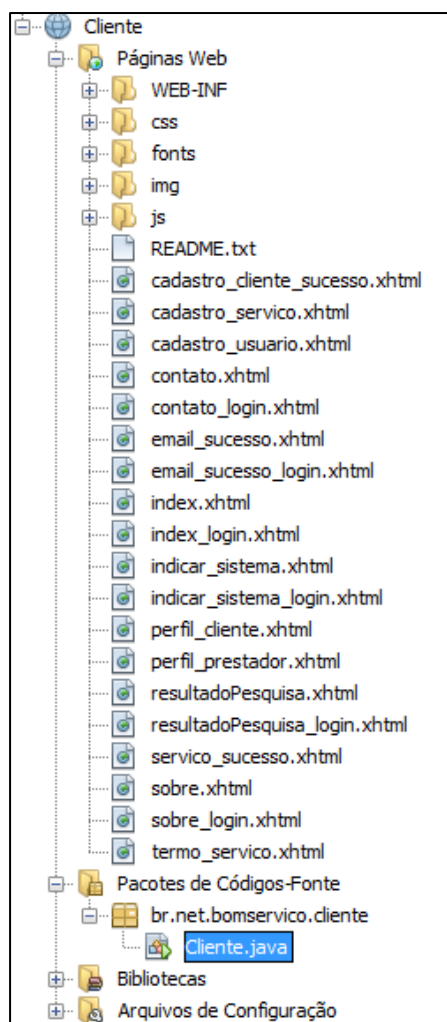 Cliente
Páginas Web
WEB-INF
css
fonts
img
js
README.txt
cadastro_cliente_sucesso.xhtml
cadastro_servico.xhtml
cadastro_usuario.xhtml
contato.xhtml
contato_login.xhtml
email_sucesso.xhtml
email_sucesso_login.xhtml
index.xhtml
index_login.xhtml
indicar_sistema.xhtml
indicar_sistema_login.xhtml
perfil_cliente.xhtml
perfil_prestador.xhtml
resultadoPesquisa.xhtml
resultadoPesquisa_login.xhtml
servico_sucesso.xhtml
sobre.xhtml
sobre_login.xhtml
termo_servico.xhtml
Pacotes de Códigos-Fonte
br.net.bomservico.cliente
Cliente.java
Bibliotecas
Arquivos de Configuração